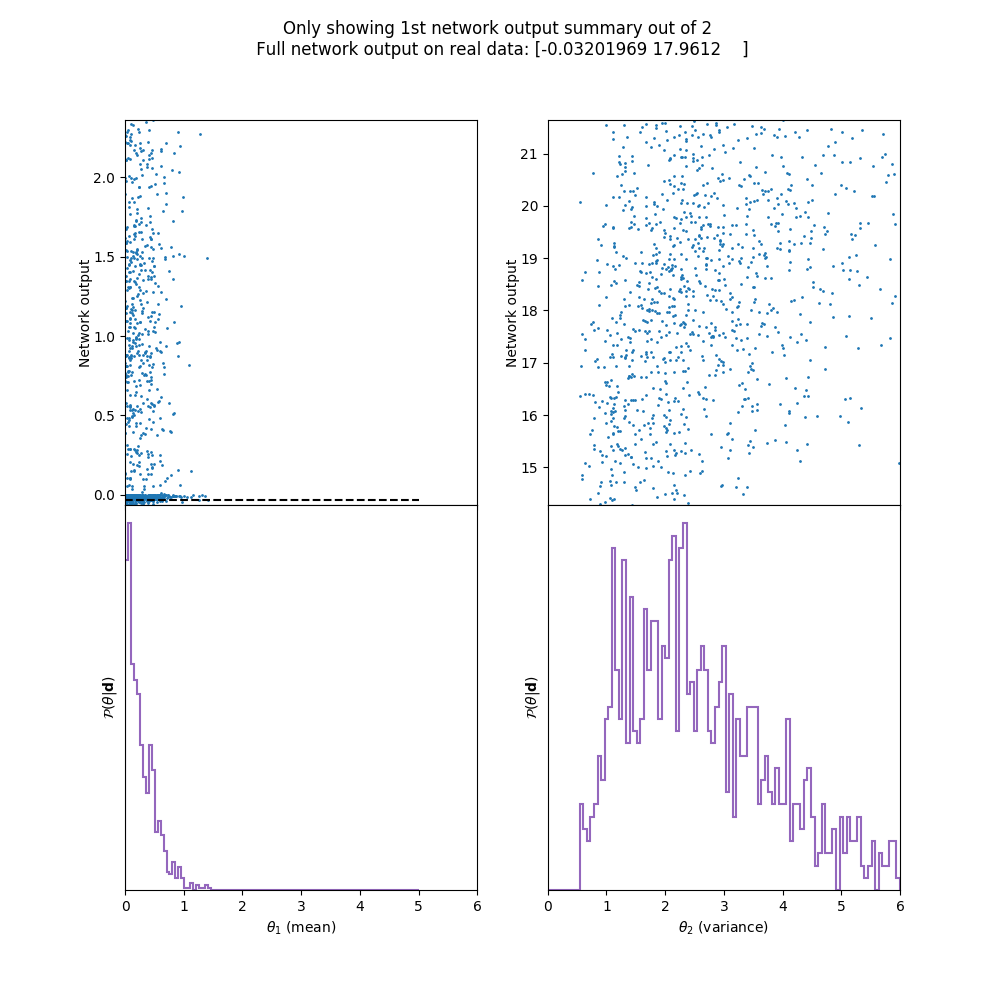 Only showing 1st network output summary out of 2
Full network output on real data: [-0.03201969 17.9612    ]
Network output
2.0
1.5
1.0
0.5
0.0
Network output
21
20
19
18
17
16
15
𝒫(θ|𝐝)
0 1 2 3 4 5 6
θ₁ (mean)
𝒫(θ|𝐝)
0 1 2 3 4 5 6
θ₂ (variance)